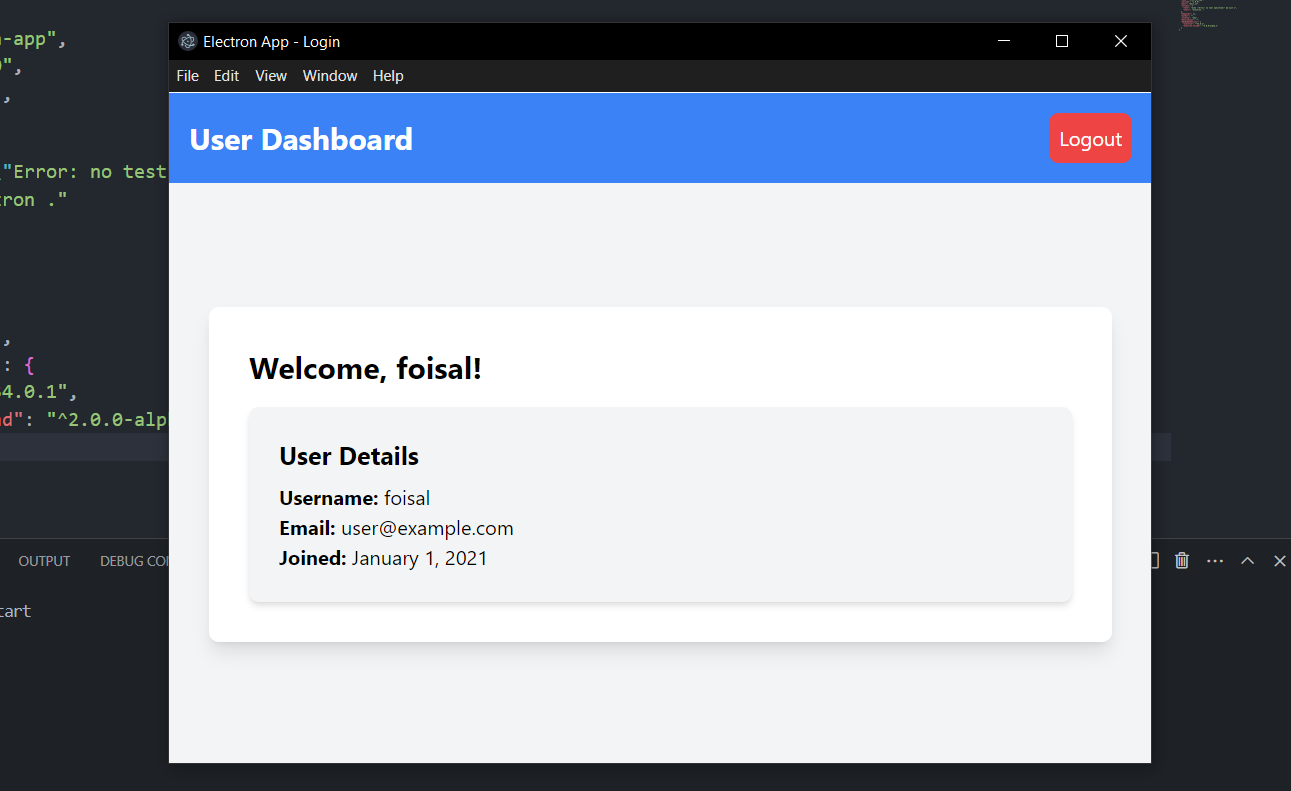 Electron App - Login
File Edit View Window Help
User Dashboard
Logout
Welcome, foisal!
User Details
Username: foisal
Email: user@example.com
Joined: January 1, 2021
-app",
",
,
"Error: no test
tron ."
,
: {
4.0.1",
d": "^2.0.0-alp
OUTPUT DEBUG CO
tart